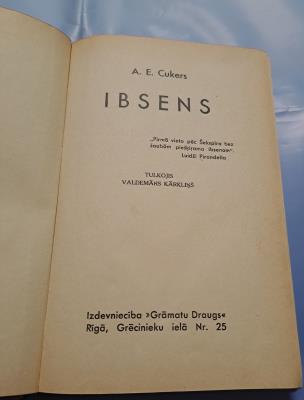 A. E. Cukers
IBSENS
„Pirmā vieta pēc Šekspīra bez
šaubām piešķirama Ibsenam“.
Luidži Pirandello
TULKOJIS
VALDEMĀRS KĀRKLIŅŠ
Izdevniecība »Grāmatu Draugs«
Rīgā, Grēcinieku ielā Nr. 25